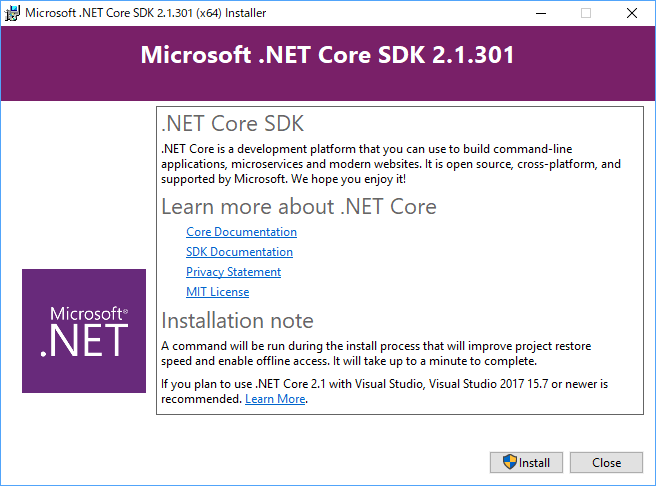 Microsoft .NET Core SDK 2.1.301 (x64) Installer
Microsoft .NET Core SDK 2.1.301
.NET Core SDK
.NET Core is a development platform that you can use to build command-line
applications, microservices and modern websites. It is open source, cross-platform, and
supported by Microsoft. We hope you enjoy it!
Learn more about .NET Core
Core Documentation
SDK Documentation
Privacy Statement
MIT License
Microsoft®
.NET
Installation note
A command will be run during the install process that will improve project restore
speed and enable offline access. It will take up to a minute to complete.
If you plan to use .NET Core 2.1 with Visual Studio, Visual Studio 2017 15.7 or newer is
recommended. Learn More.
Install
Close